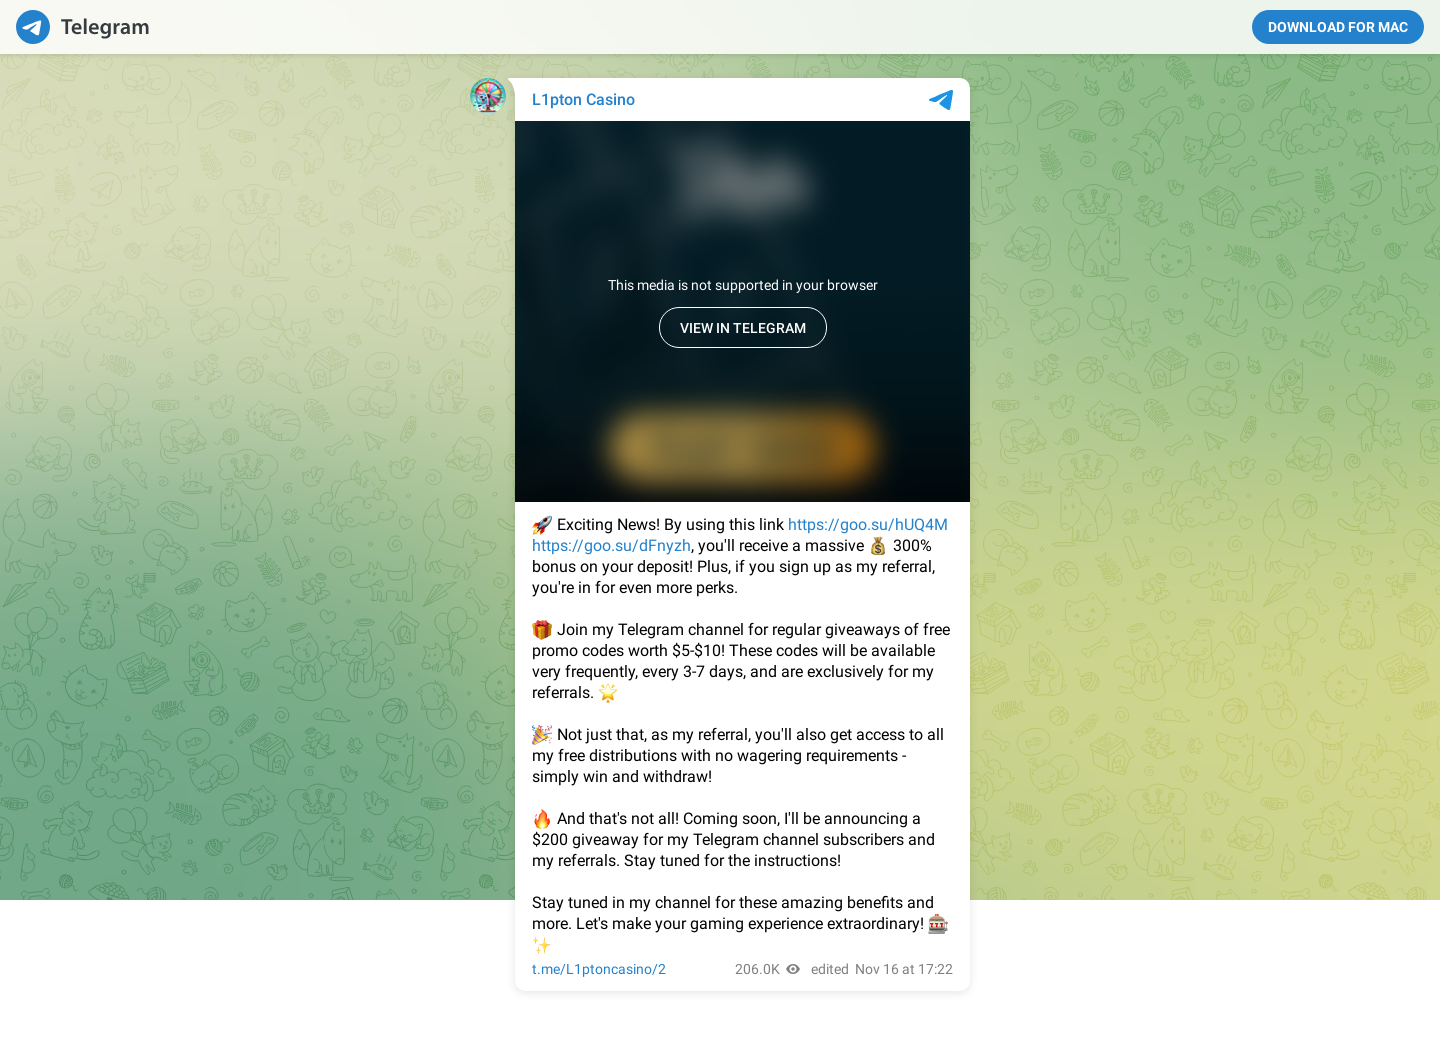 Telegram
DOWNLOAD FOR MAC
L1pton Casino
This media is not supported in your browser
VIEW IN TELEGRAM
🚀 Exciting News! By using this link https://goo.su/hUQ4M
https://goo.su/dFnyzh, you'll receive a massive 💰 300%
bonus on your deposit! Plus, if you sign up as my referral,
you're in for even more perks.
🎁 Join my Telegram channel for regular giveaways of free
promo codes worth $5-$10! These codes will be available
very frequently, every 3-7 days, and are exclusively for my
referrals. 🌟
🎉 Not just that, as my referral, you'll also get access to all
my free distributions with no wagering requirements -
simply win and withdraw!
🔥 And that's not all! Coming soon, I'll be announcing a
$200 giveaway for my Telegram channel subscribers and
my referrals. Stay tuned for the instructions!
Stay tuned in my channel for these amazing benefits and
more. Let's make your gaming experience extraordinary! 🎰
✨
t.me/L1ptoncasino/2 206.0K edited Nov 16 at 17:22